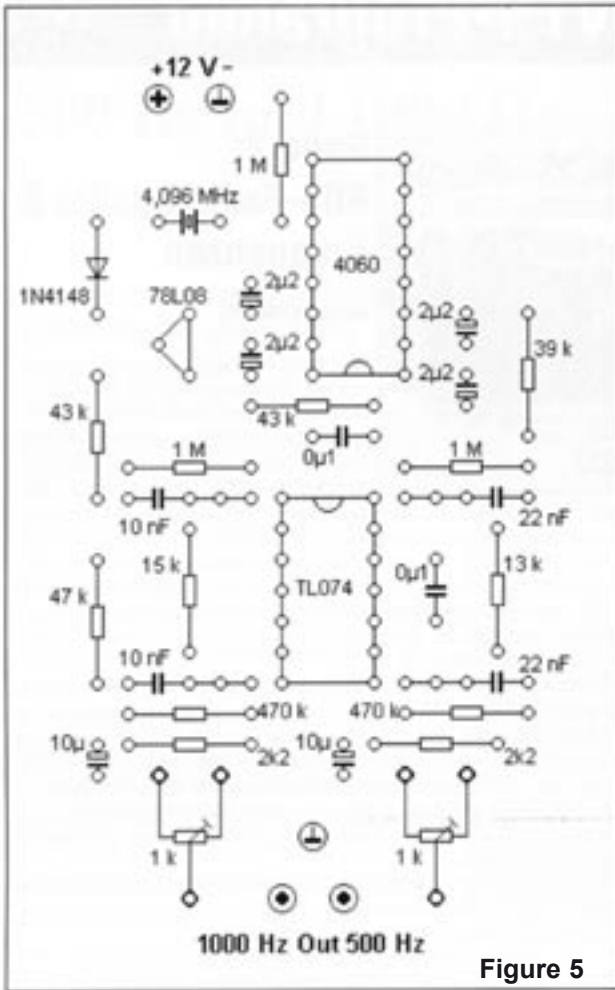 +12 V -
1 M
4,096 MHz
4060
1N4148
78L08
2µ2
2µ2
2µ2
2µ2
39 k
43 k
43 k
0µ1
1 M
1 M
10 nF
22 nF
15 k
TL074
0µ1
13 k
47 k
10 nF
22 nF
470 k
470 k
10µ
2k2
10µ
2k2
1 k
1 k
1000 Hz Out 500 Hz
Figure 5